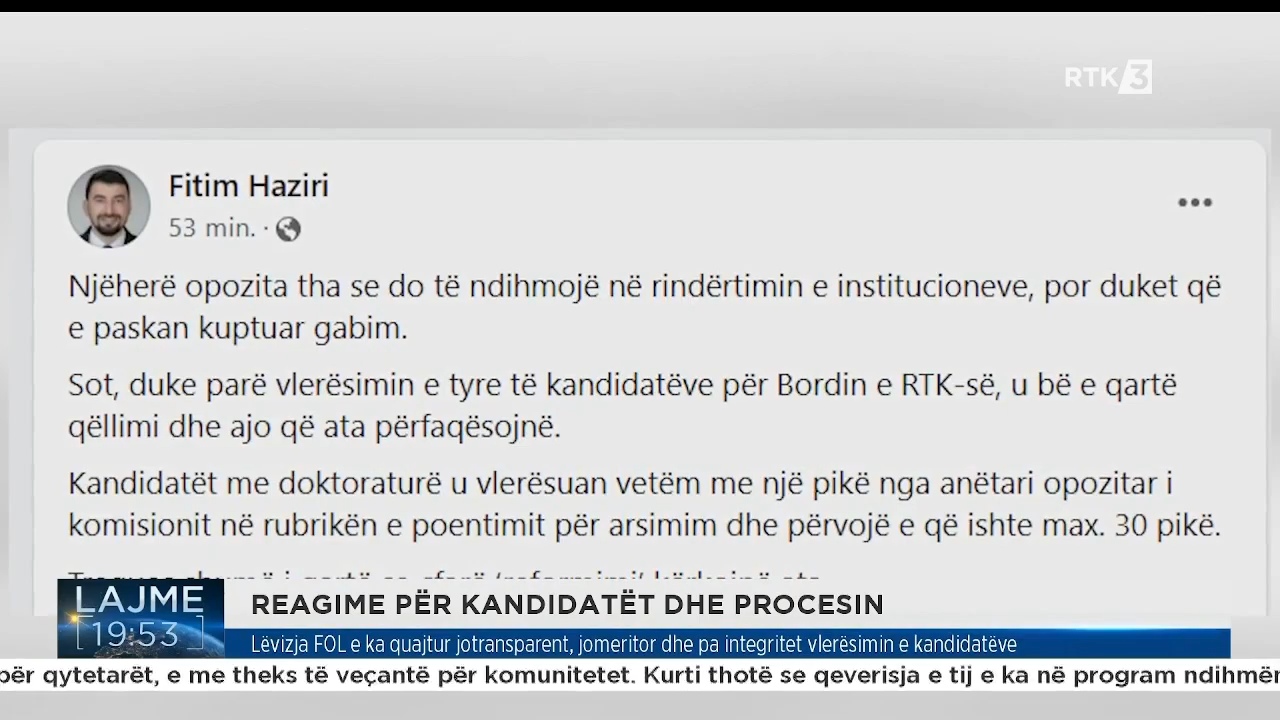 RTK 3
Fitim Haziri
53 min. ·
Njëherë opozita tha se do të ndihmojë në rindërtimin e institucioneve, por duket që
e paskan kuptuar gabim.
Sot, duke parë vlerësimin e tyre të kandidatëve për Bordin e RTK-së, u bë e qartë
qëllimi dhe ajo që ata përfaqësojnë.
Kandidatët me doktoraturë u vlerësuan vetëm me një pikë nga anëtari opozitar i
komisionit në rubrikën e poentimit për arsimim dhe përvojë e që ishte max. 30 pikë.
LAJME
19:53
REAGIME PËR KANDIDATËT DHE PROCESIN
Lëvizja FOL e ka quajtur jotransparent, jomeritor dhe pa integritet vlerësimin e kandidatëve
për qytetarët, e me theks të veçantë për komunitetet. Kurti thotë se qeverisja e tij e ka në program